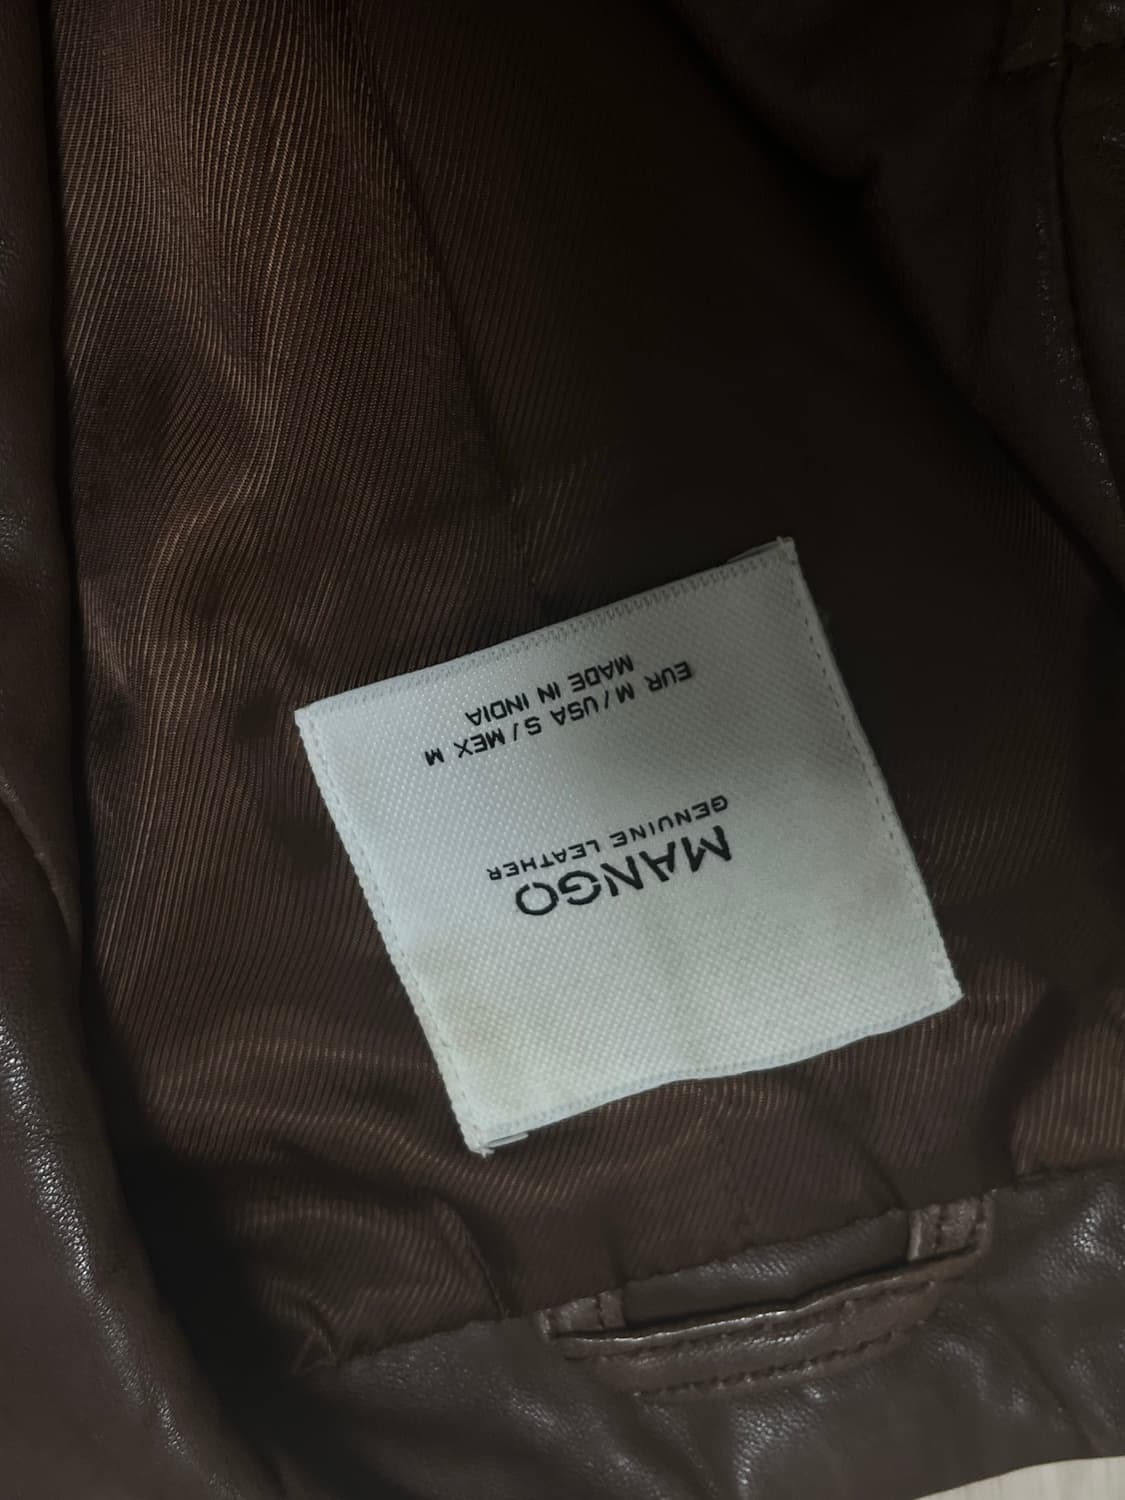 MANGO
GENUINE LEATHER
EUR M / USA S / MEX M
MADE IN INDIA